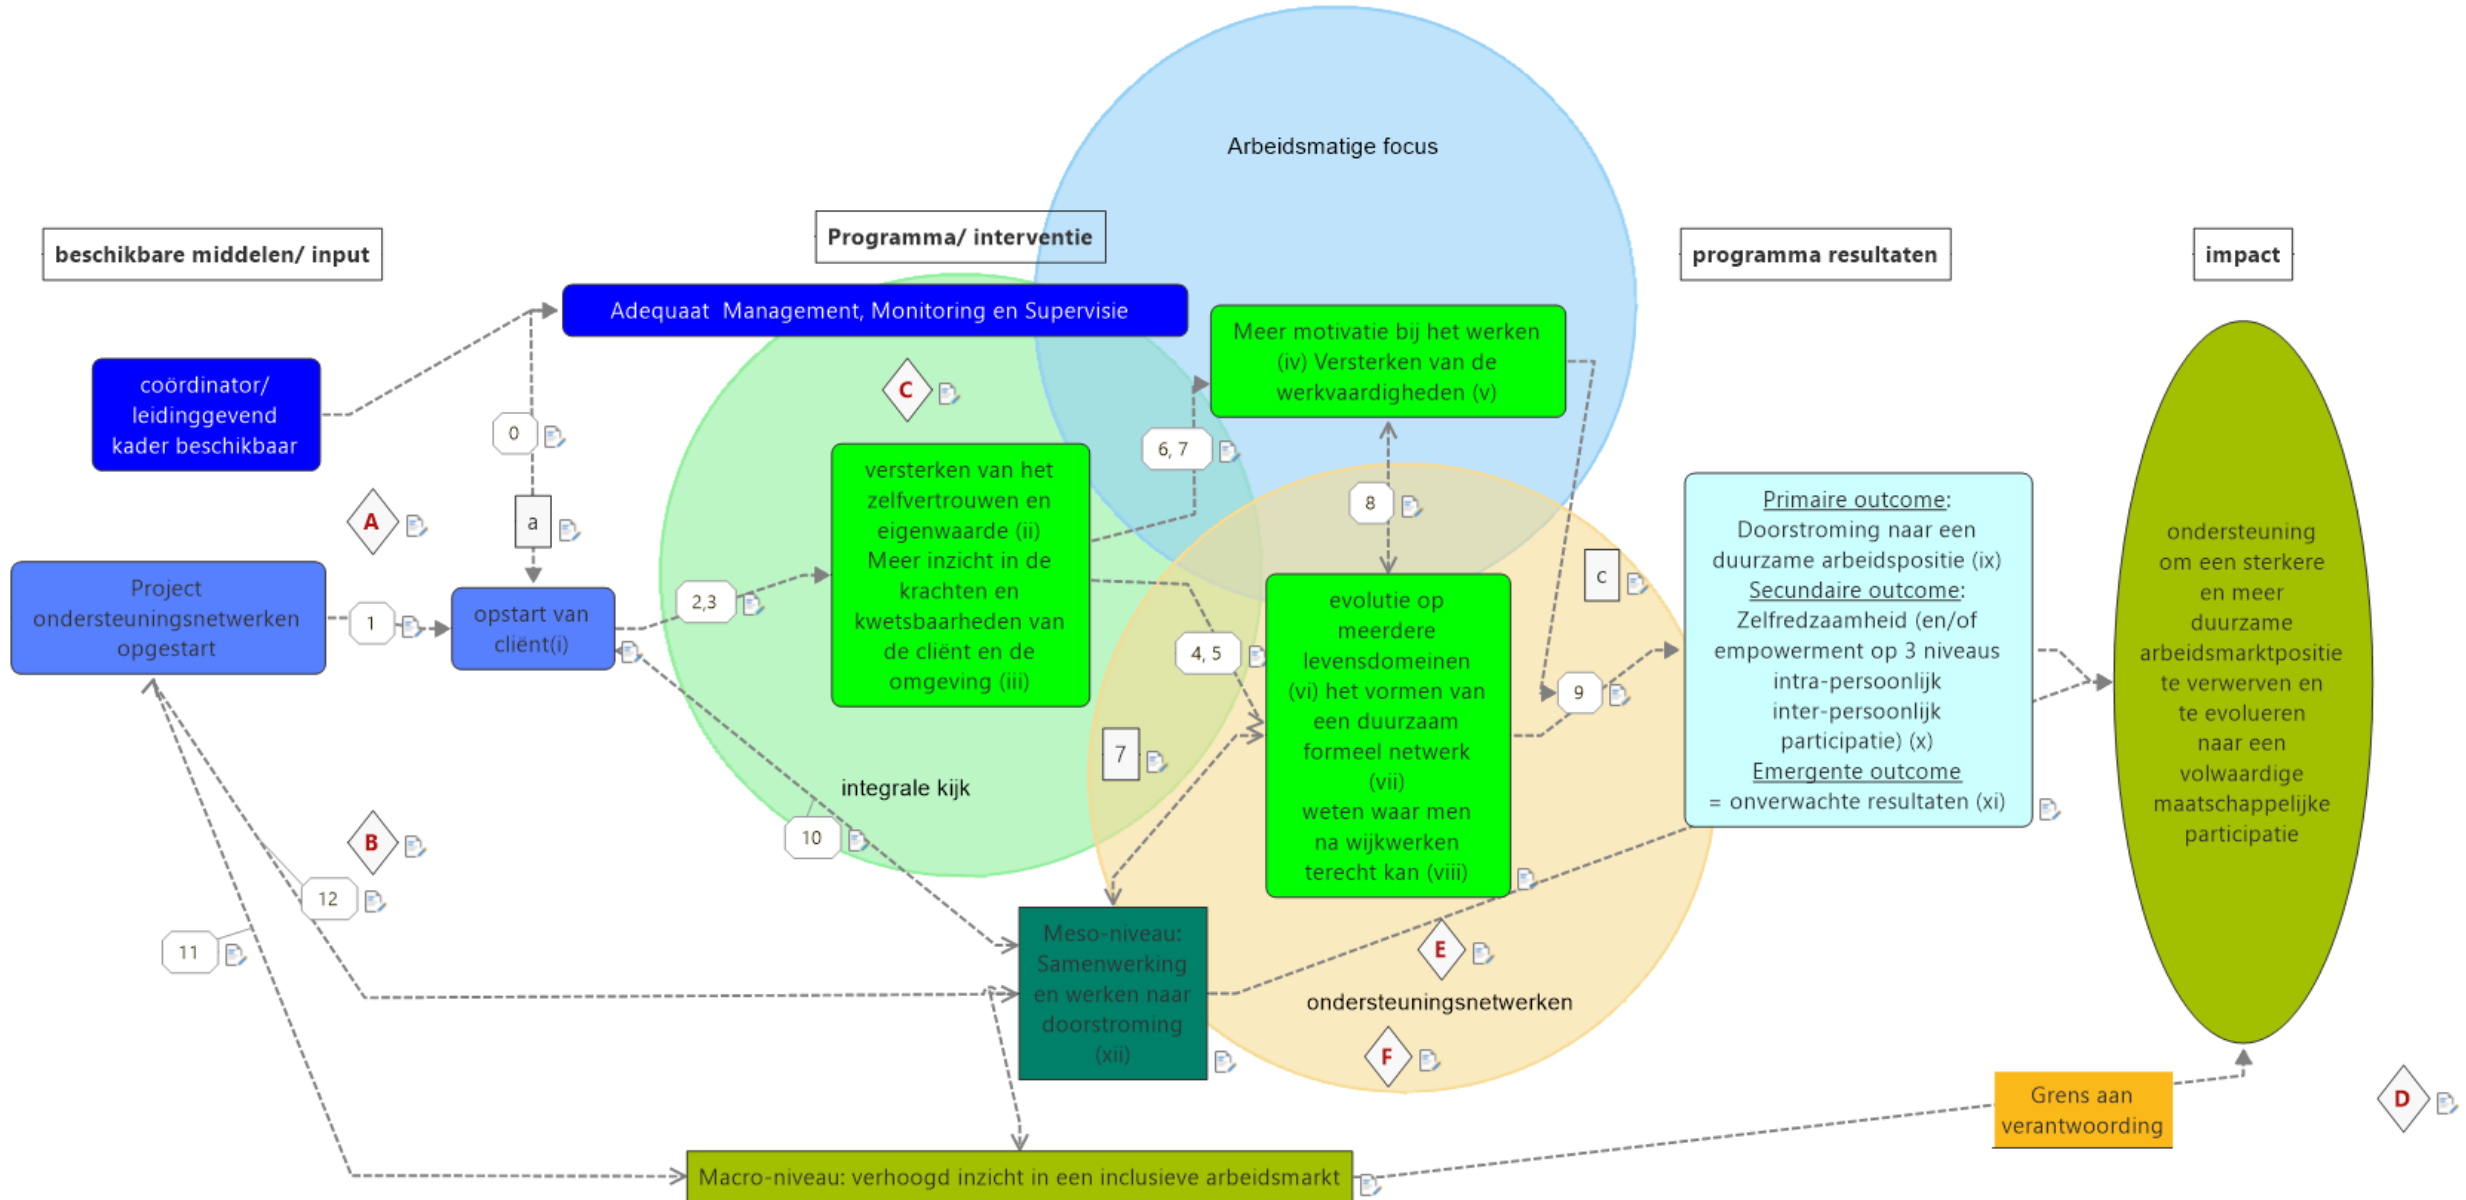 Arbeidsmatige focus
beschikbare middelen/ input
Programma/ interventie
programma resultaten
impact
Adequaat  Management, Monitoring en Supervisie
coördinator/
leidinggevend
kader beschikbaar
Meer motivatie bij het werken
(iv) Versterken van de
werkvaardigheden (v)
C
0
6, 7
8
A
a
versterken van het
zelfvertrouwen en
eigenwaarde (ii)
Meer inzicht in de
krachten en
kwetsbaarheden van
de cliënt en de
omgeving (iii)
Project
ondersteuningsnetwerken
opgestart
1
opstart van
cliënt(i)
2,3
4, 5
c
evolutie op
meerdere
levensdomeinen
(vi) het vormen van
een duurzaam
formeel netwerk
(vii)
weten waar men
na wijkwerken
terecht kan (viii)
9
Primaire outcome:
Doorstroming naar een
duurzame arbeidspositie (ix)
Secundaire outcome:
Zelfredzaamheid (en/of
empowerment op 3 niveaus
intra-persoonlijk
inter-persoonlijk
participatie) (x)
Emergente outcome
= onverwachte resultaten (xi)
ondersteuning
om een sterkere
en meer
duurzame
arbeidsmarktpositie
te verwerven en
te evolueren
naar een
volwaardige
maatschappelijke
participatie
7
integrale kijk
10
B
12
11
Meso-niveau:
Samenwerking
en werken naar
doorstroming
(xii)
E
ondersteuningsnetwerken
F
Grens aan
verantwoording
D
Macro-niveau: verhoogd inzicht in een inclusieve arbeidsmarkt